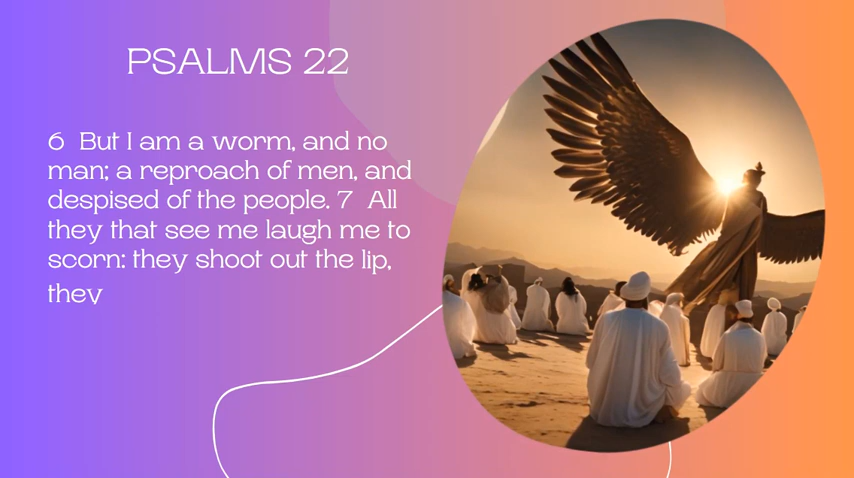 PSALMS 22
6 But I am a worm, and no
man; a reproach of men, and
despised of the people. 7 All
they that see me laugh me to
scorn: they shoot out the lip,
they